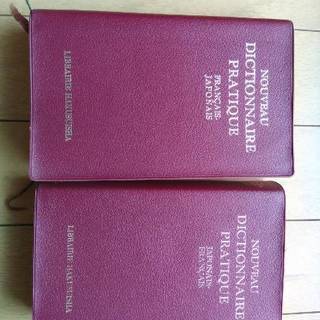 NOUVEAU
DICTIONNAIRE
PRATIQUE
FRANÇAIS-
JAPONAIS
LIBRAIRIE HAKUSUISHA
NOUVEAU
DICTIONNAIRE
PRATIQUE
JAPONAIS-
FRANÇAIS
LIBRAIRIE HAKUSUISHA